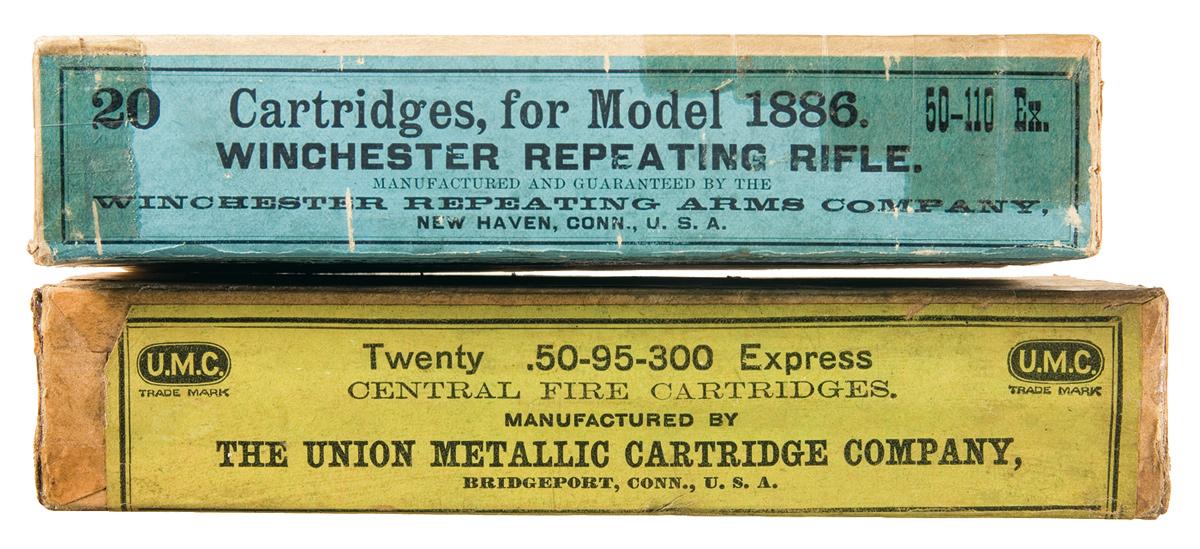 20 Cartridges, for Model 1886. 50-110 Ex.
WINCHESTER REPEATING RIFLE.
MANUFACTURED AND GUARANTEED BY THE
WINCHESTER REPEATING ARMS COMPANY,
NEW HAVEN, CONN., U. S. A.
U.M.C. Twenty .50-95-300 Express U.M.C.
TRADE MARK CENTRAL FIRE CARTRIDGES. TRADE MARK
MANUFACTURED BY
THE UNION METALLIC CARTRIDGE COMPANY,
BRIDGEPORT, CONN., U. S. A.